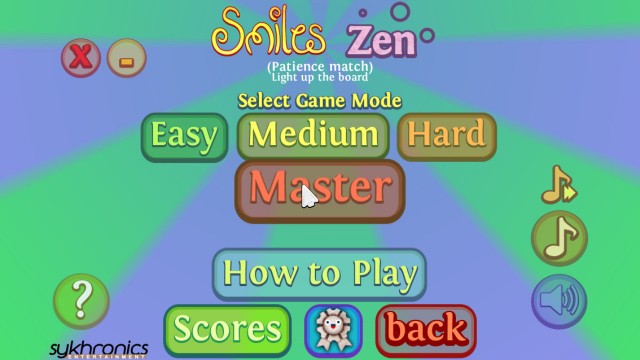 Smiles Zen
X -
(Patience match)
Light up the board
Select Game Mode
Easy Medium Hard
Master
How to Play
?
Scores back
sykhronics
ENTERTAINMENT